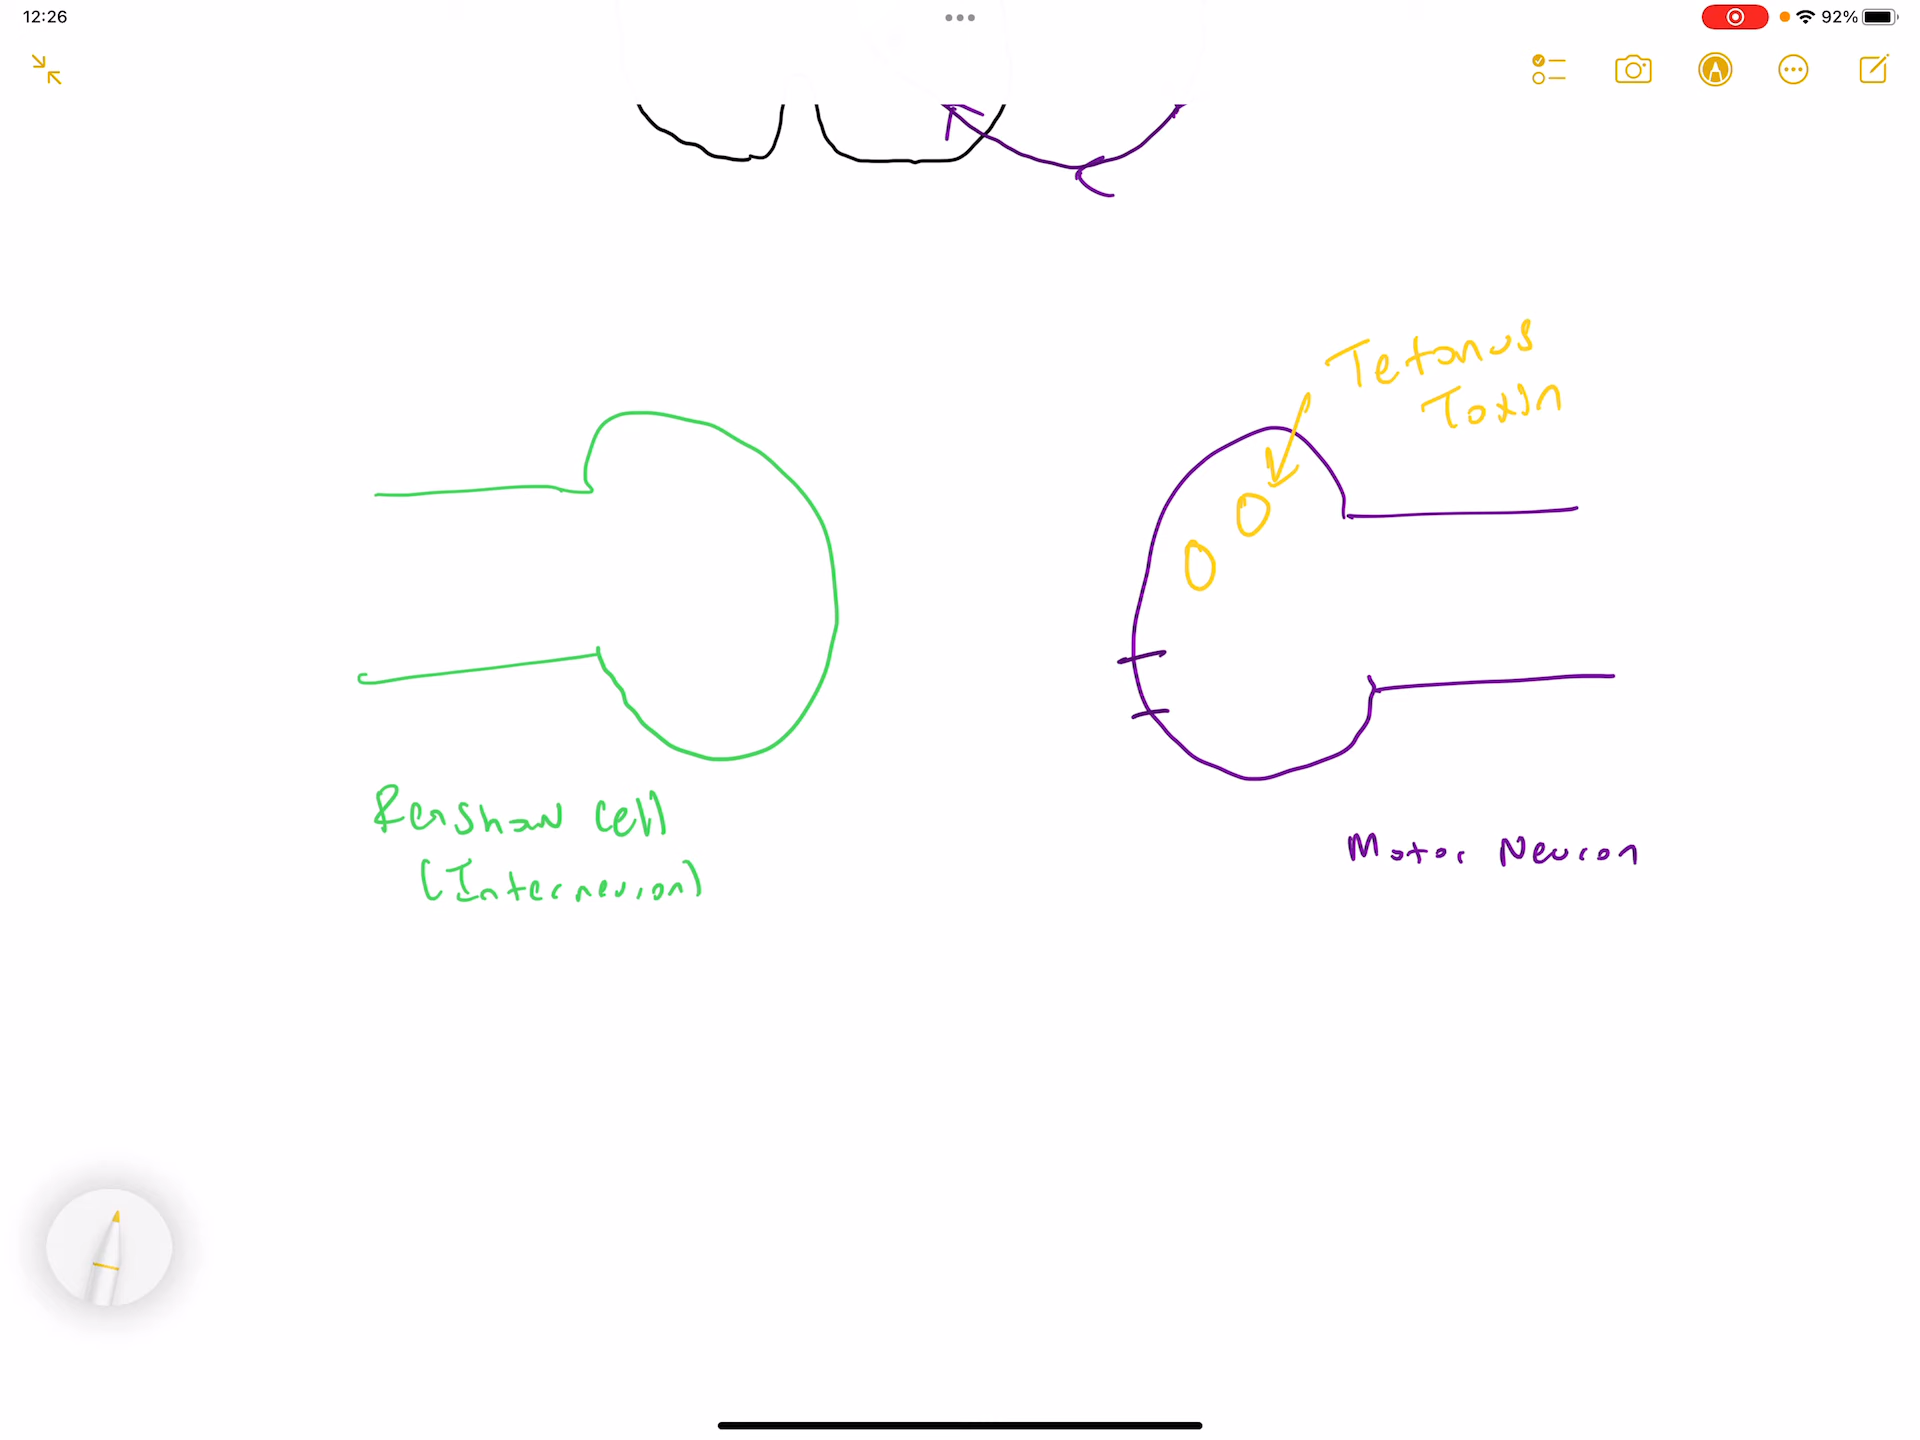 12:26
92%
Tetanus
Toxin
Renshaw Cell
(Interneuron)
Motor Neuron